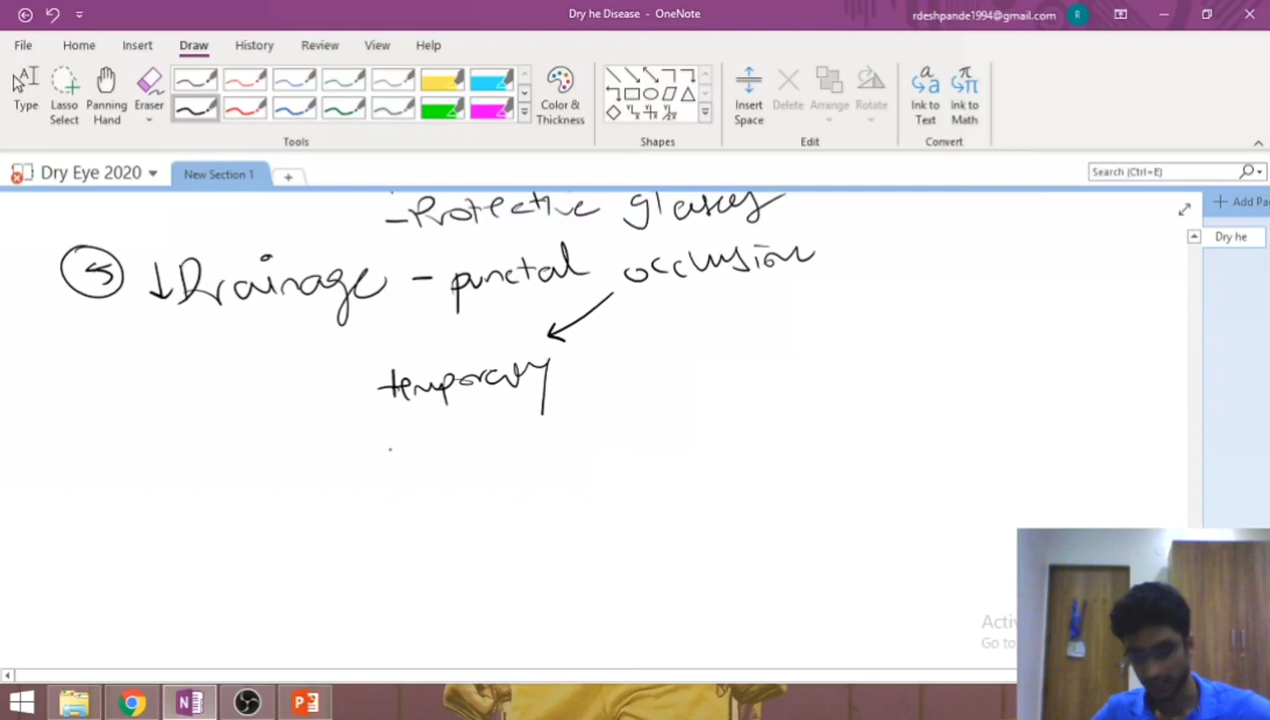 Dry he Disease - OneNote
rdeshpande1994@gmail.com R
File Home Insert Draw History Review View Help
Type Lasso Select Panning Hand Eraser Color & Thickness Insert Space Delete Arrange Rotate Ink to Text Ink to Math
Tools Shapes Edit Convert
Dry Eye 2020 New Section 1 + Search (Ctrl+E)
+ Add Pa
Dry he
- Protective glasses
5 ↓ Drainage - punctal occlusion
temporary
Activ
Go to